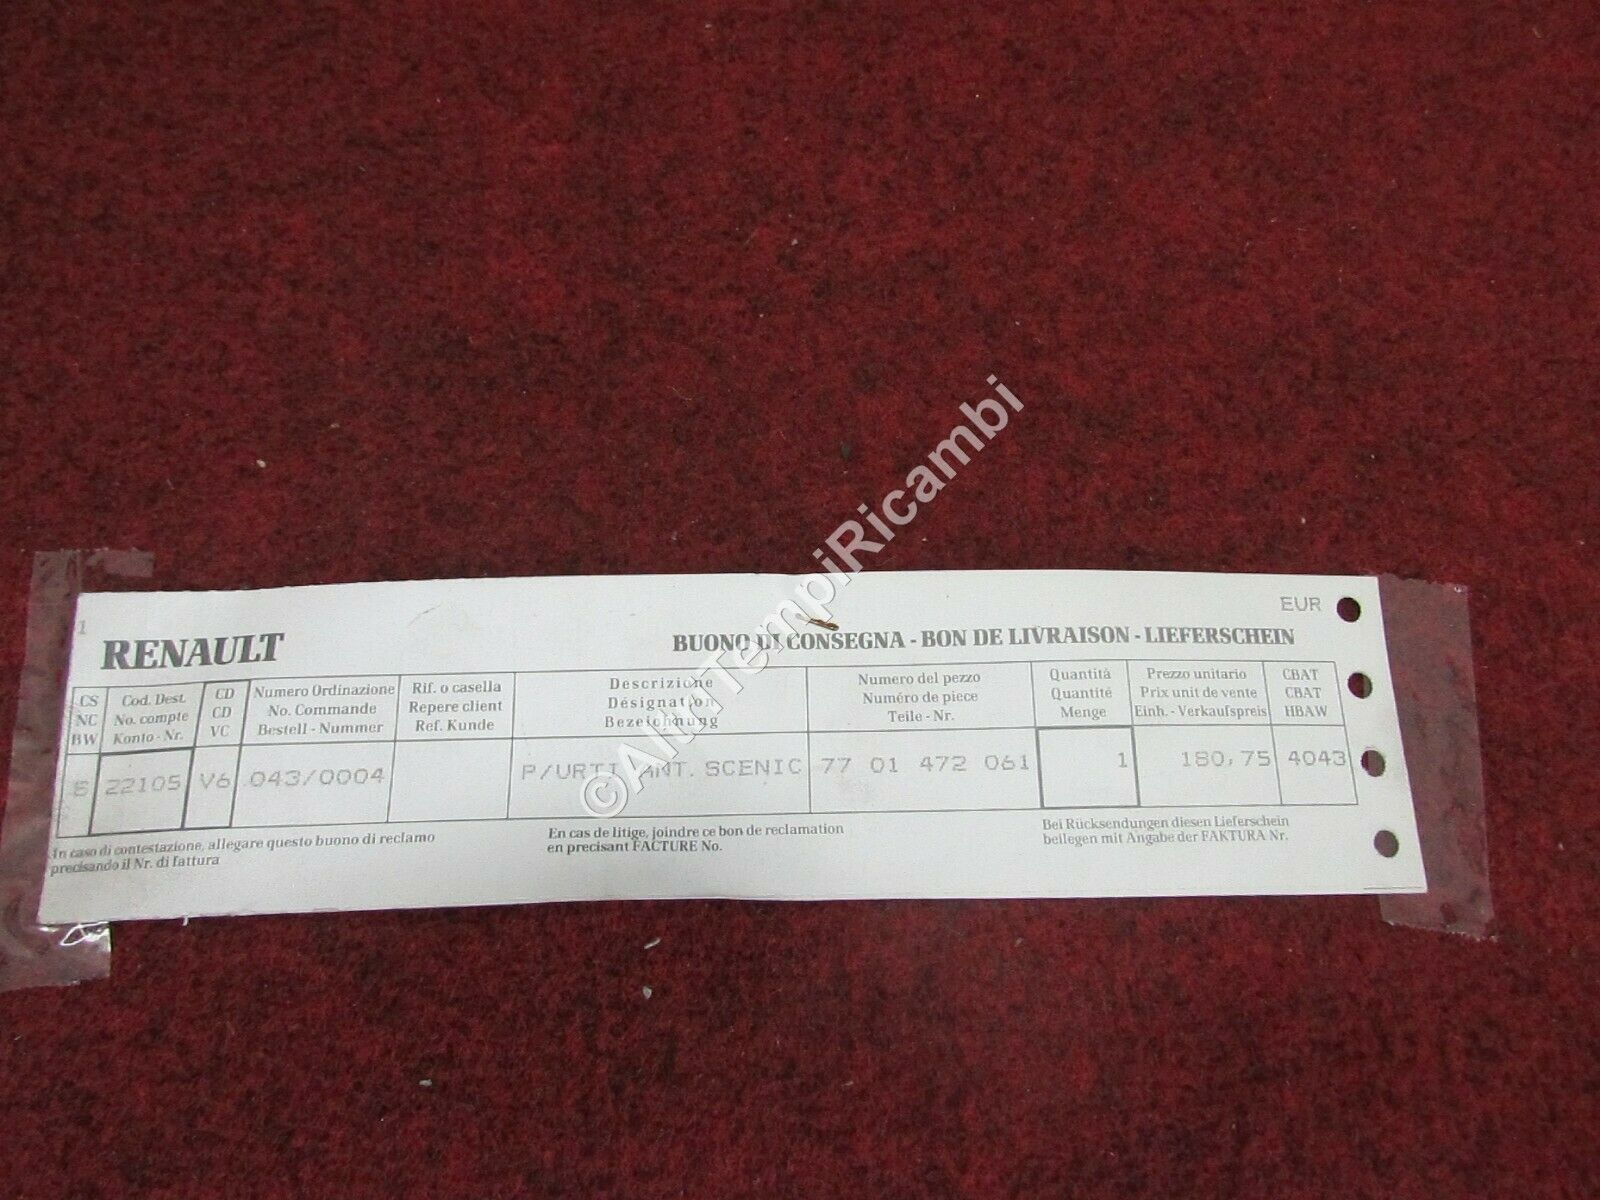 EUR
1
RENAULT
BUONO DI CONSEGNA - BON DE LIVRAISON - LIEFERSCHEIN
CS
NC
BW
Cod. Dest.
No. compte
Konto - Nr.
CD
CD
VC
Numero Ordinazione
No. Commande
Bestell - Nummer
Rif. o casella
Repere client
Ref. Kunde
Descrizione
Désignation
Bezeichnung
Numero del pezzo
Numéro de piece
Teile - Nr.
Quantità
Quantité
Menge
Prezzo unitario
Prix unit de vente
Einh. - Verkaufspreis
CBAT
CBAT
HBAW
22105 V6 043/0004 P/URTI ANT. SCENIC 77 01 472 061 1 180,75 4043
In caso di contestazione, allegare questo buono di reclamo
precisando il Nr. di fattura
En cas de litige, joindre ce bon de reclamation
en precisant FACTURE No.
Bei Rücksendungen diesen Lieferschein
beilegen mit Angabe der FAKTURA Nr.
©AltriTempiRicambi